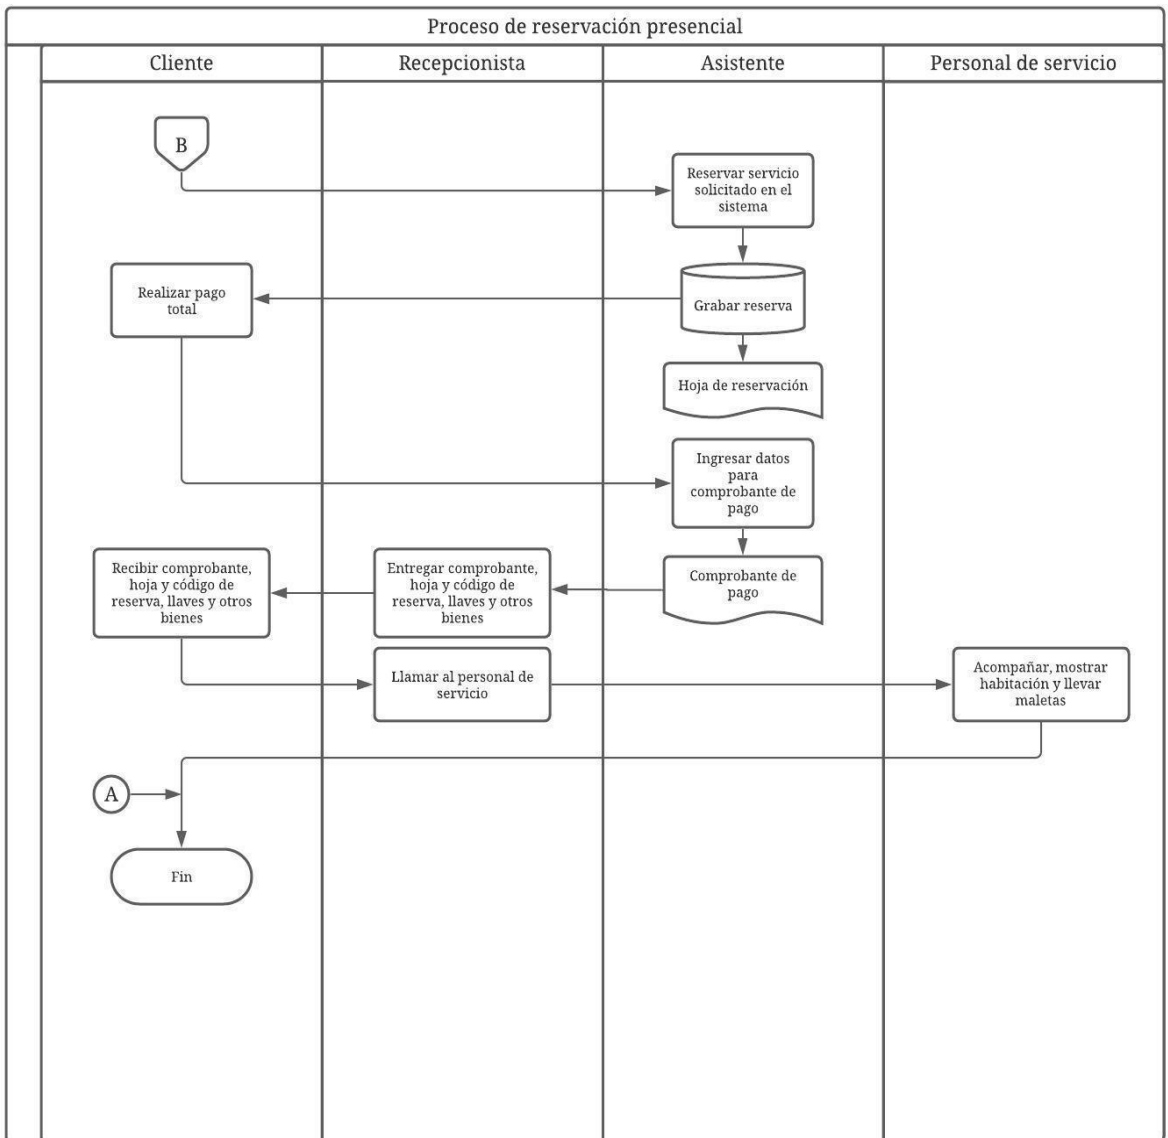 Proceso de reservación presencial
Cliente
Recepcionista
Asistente
Personal de servicio
B
Reservar servicio
solicitado en el
sistema
Realizar pago
total
Grabar reserva
Hoja de reservación
Ingresar datos
para
comprobante de
pago
Recibir comprobante,
hoja y código de
reserva, llaves y otros
bienes
Entregar comprobante,
hoja y código de
reserva, llaves y otros
bienes
Comprobante de
pago
Llamar al personal de
servicio
Acompañar, mostrar
habitación y llevar
maletas
A
Fin